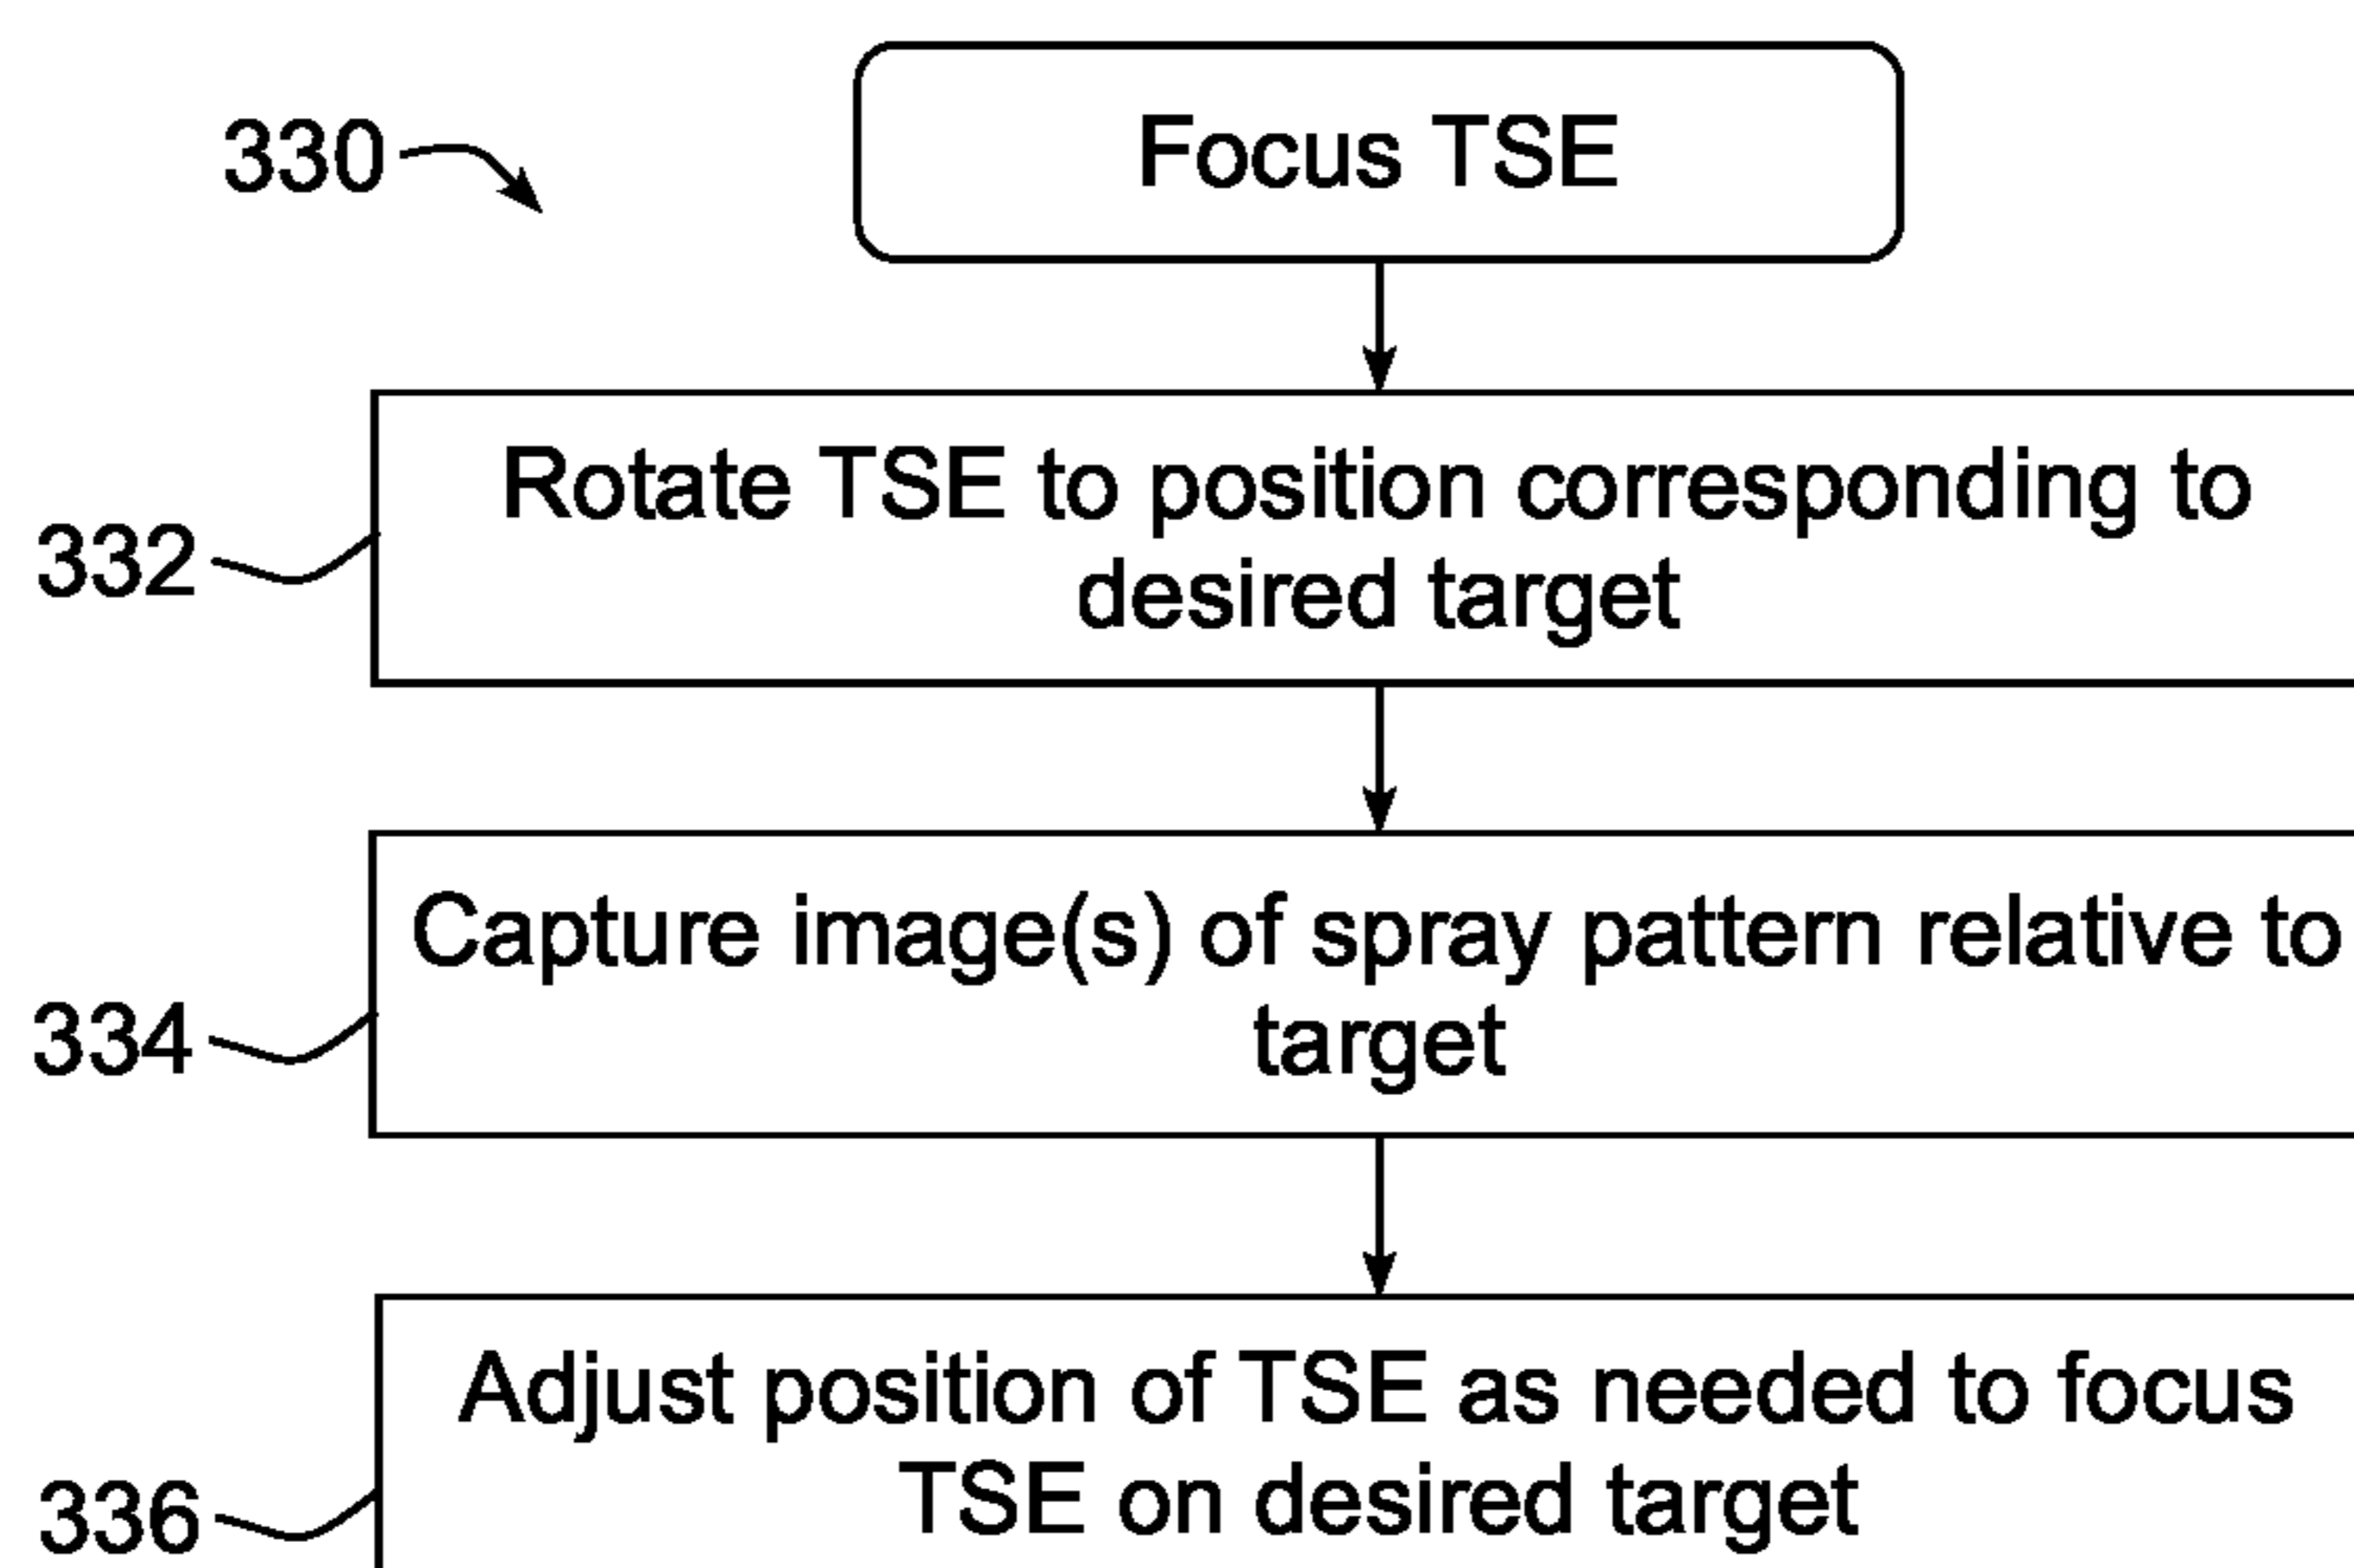 330
Focus TSE
332
Rotate TSE to position corresponding to
desired target
334
Capture image(s) of spray pattern relative to
target
336
Adjust position of TSE as needed to focus
TSE on desired target